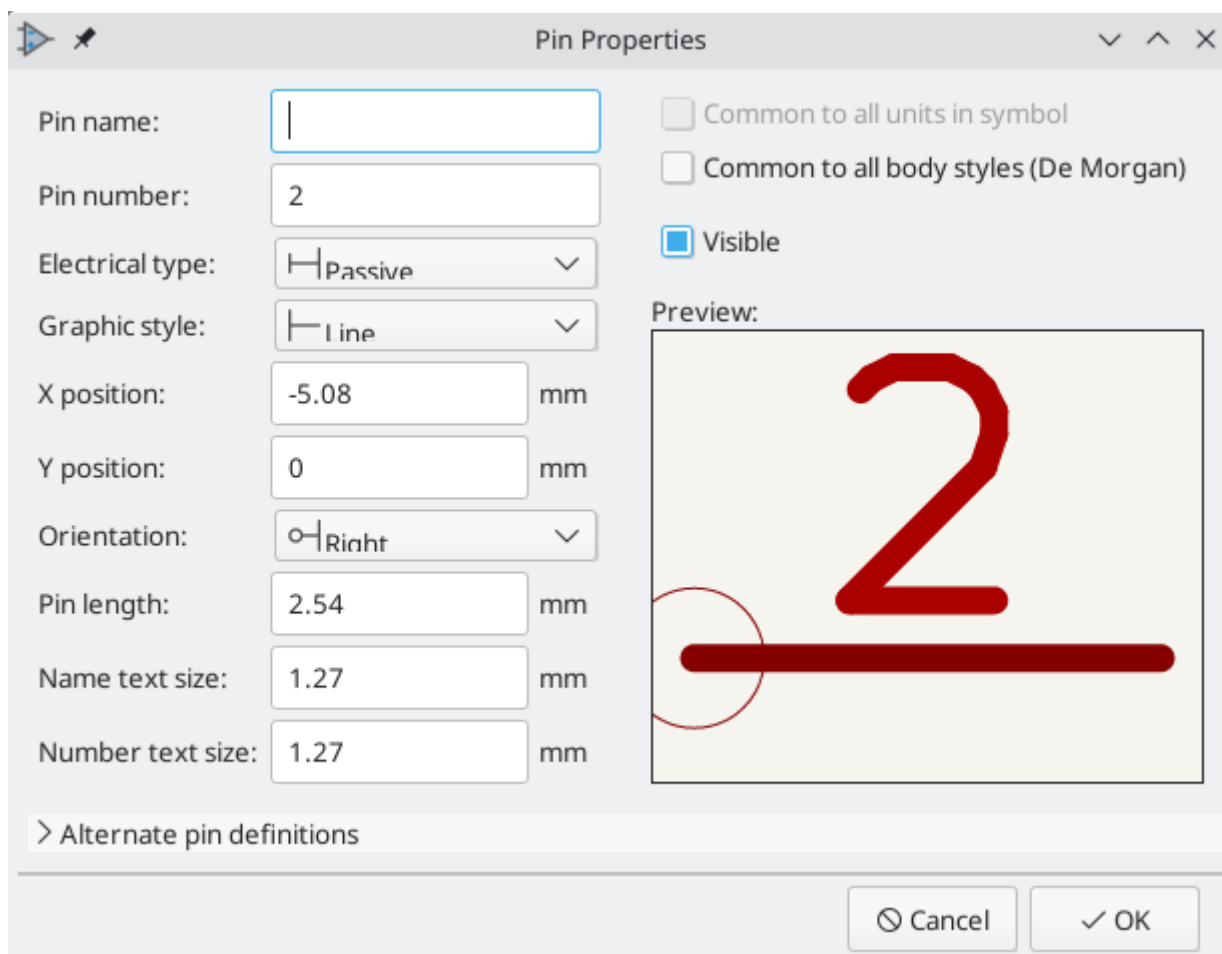 Pin Properties
Pin name:
Pin number: 2
Electrical type: Passive
Graphic style: Line
X position: -5.08 mm
Y position: 0 mm
Orientation: Right
Pin length: 2.54 mm
Name text size: 1.27 mm
Number text size: 1.27 mm
Common to all units in symbol
Common to all body styles (De Morgan)
Visible
Preview:
2
Alternate pin definitions
Cancel
OK